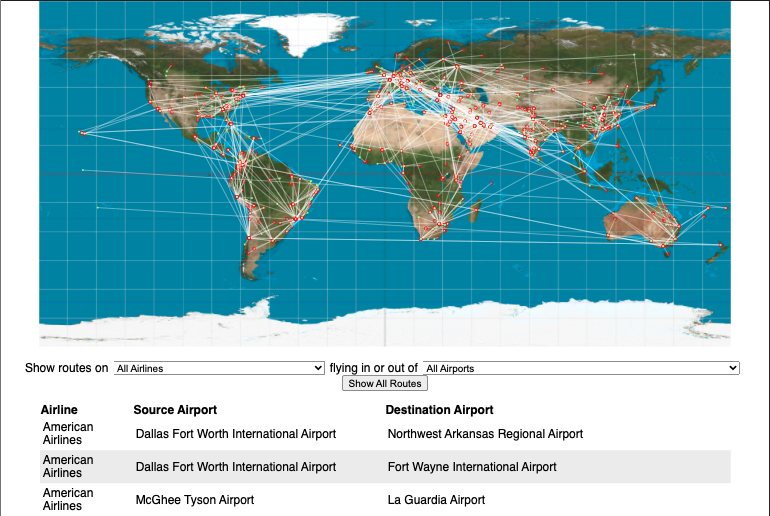 Show routes on All Airlines flying in or out of All Airports
Show All Routes
Airline Source Airport Destination Airport
American Airlines Dallas Fort Worth International Airport Northwest Arkansas Regional Airport
American Airlines Dallas Fort Worth International Airport Fort Wayne International Airport
American Airlines McGhee Tyson Airport La Guardia Airport